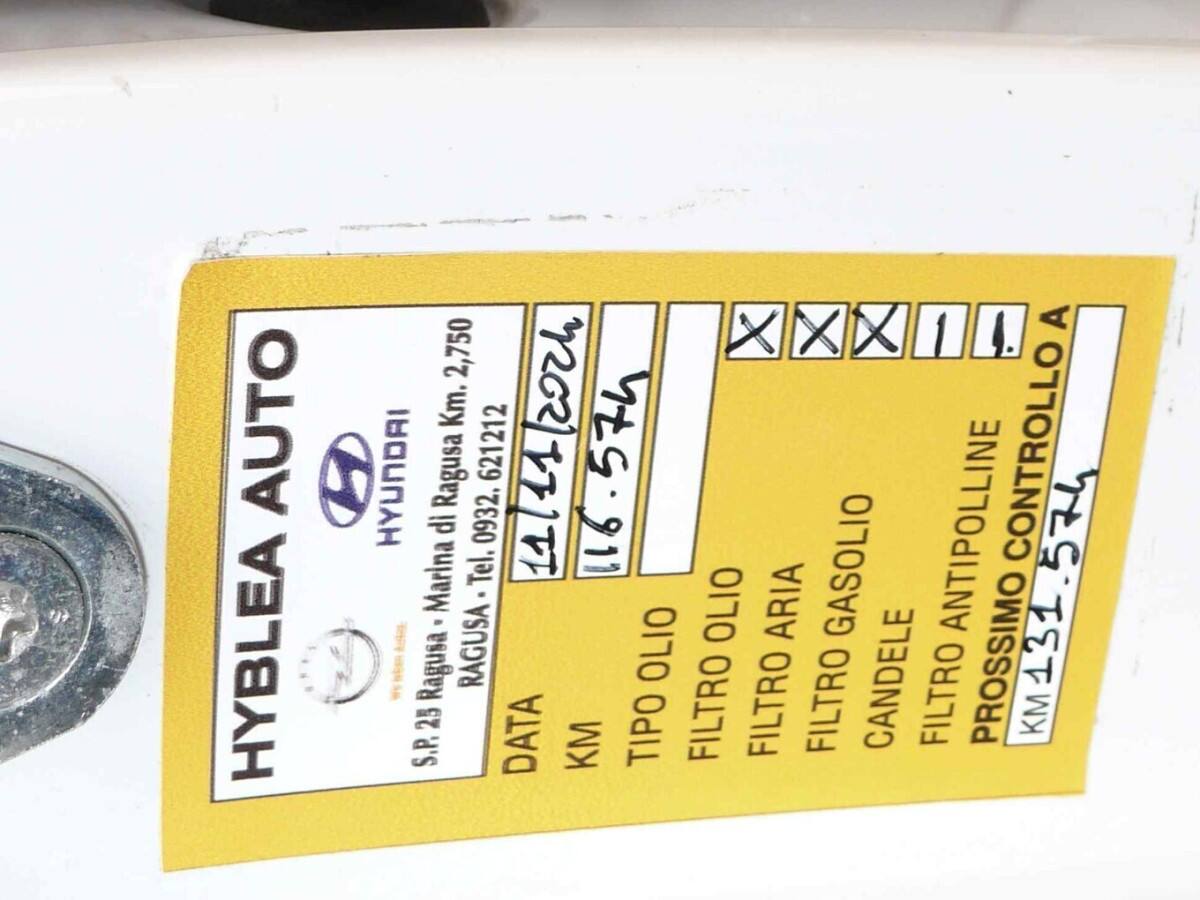 HYBLEA AUTO
HYUNDAI
S.P. 25 Ragusa - Marina di Ragusa Km. 2,750
RAGUSA - Tel. 0932. 621212
DATA 11/11/2024
KM 116.574
TIPO OLIO
FILTRO OLIO X
FILTRO ARIA X
FILTRO GASOLIO X
CANDELE –
FILTRO ANTIPOLLINE –
PROSSIMO CONTROLLO A
KM 131.574